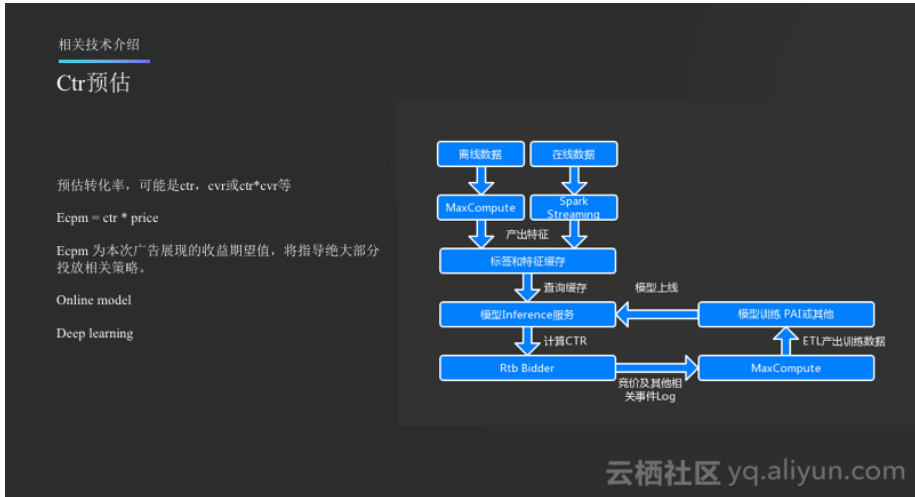 相关技术介绍
Ctr预估
预估转化率，可能是ctr，cvr或ctr*cvr等
Ecpm = ctr * price
Ecpm 为本次广告展现的收益期望值，将指导绝大部分
投放相关策略。
Online model
Deep learning
离线数据
在线数据
MaxCompute
Spark
Streaming
产出特征
标签和特征缓存
查询缓存
模型上线
模型Inference服务
模型训练 PAI或其他
计算CTR
ETL产出训练数据
Rtb Bidder
MaxCompute
竞价及其他相
关事件Log
云栖社区 yq.aliyun.com